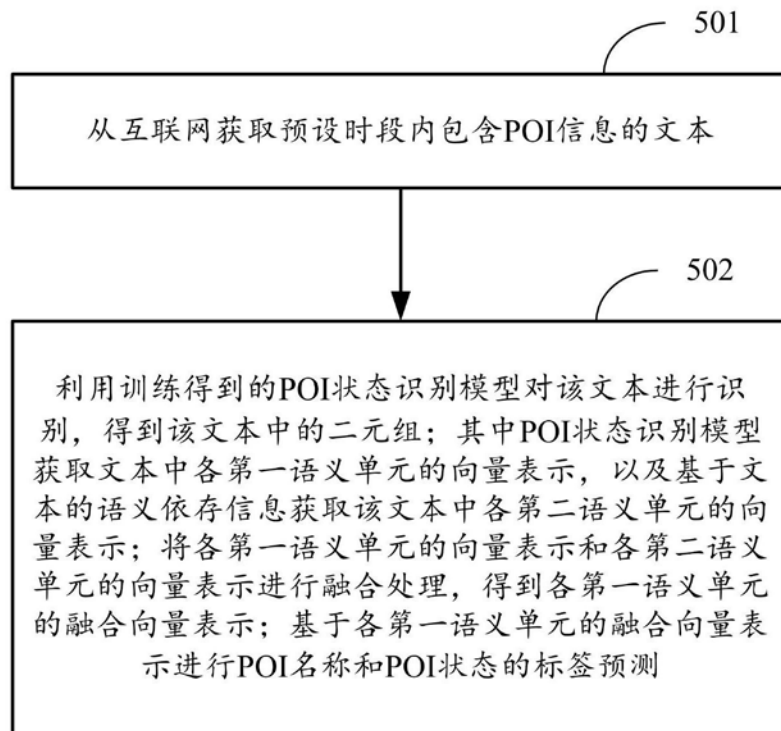 501
从互联网获取预设时段内包含POI信息的文本
502
利用训练得到的POI状态识别模型对该文本进行识
别，得到该文本中的二元组；其中POI状态识别模型
获取文本中各第一语义单元的向量表示，以及基于文
本的语义依存信息获取该文本中各第二语义单元的向
量表示；将各第一语义单元的向量表示和各第二语义
单元的向量表示进行融合处理，得到各第一语义单元
的融合向量表示；基于各第一语义单元的融合向量表
示进行POI名称和POI状态的标签预测